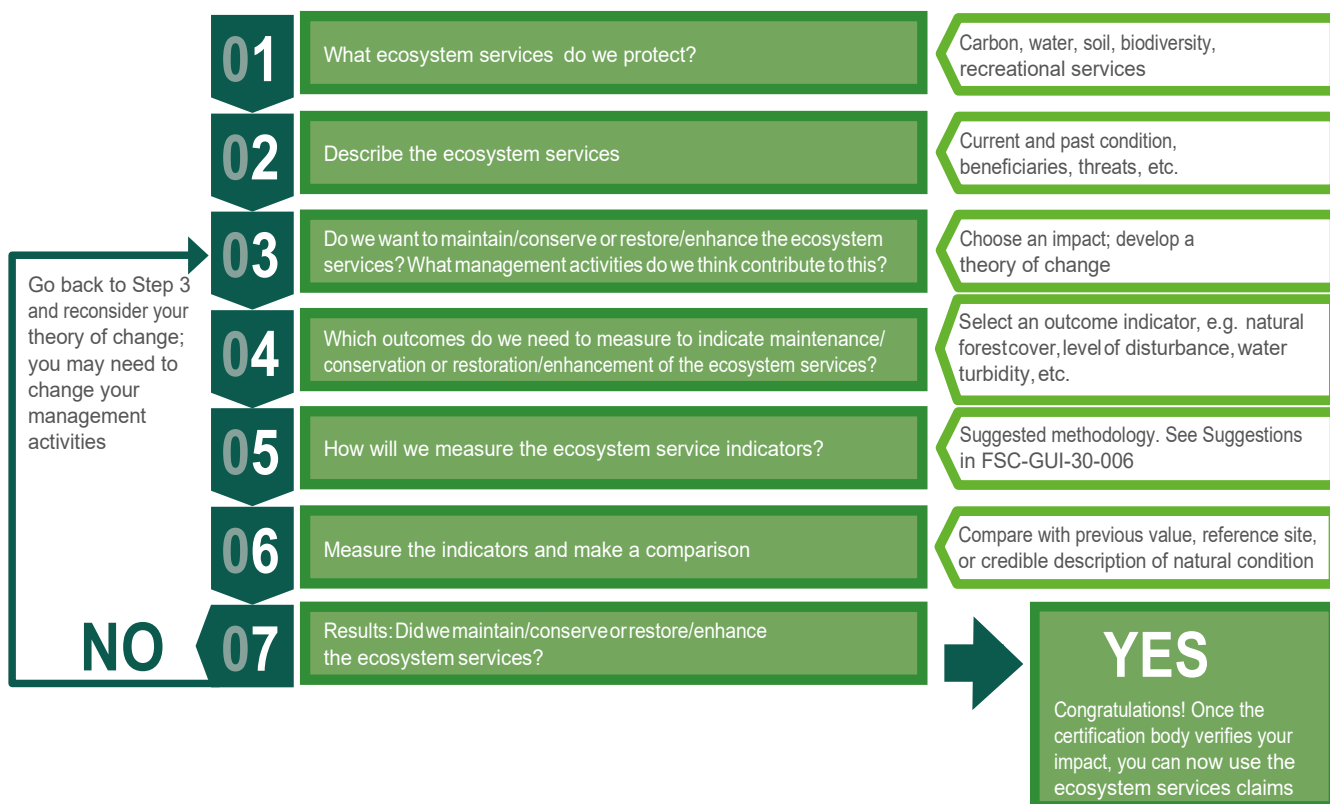 01
What ecosystem services do we protect?
Carbon, water, soil, biodiversity,
recreational services
02
Describe the ecosystem services
Current and past condition,
beneficiaries, threats, etc.
03
Do we want to maintain/conserve or restore/enhance the ecosystem
services? What management activities do we think contribute to this?
Choose an impact; develop a
theory of change
Go back to Step 3
and reconsider your
theory of change;
you may need to
change your
management
activities
04
Which outcomes do we need to measure to indicate maintenance/
conservation or restoration/enhancement of the ecosystem services?
Select an outcome indicator, e.g. natural
forest cover, level of disturbance, water
turbidity, etc.
05
How will we measure the ecosystem service indicators?
Suggested methodology. See Suggestions
in FSC-GUI-30-006
06
Measure the indicators and make a comparison
Compare with previous value, reference site,
or credible description of natural condition
NO
07
Results: Did we maintain/conserve or restore/enhance
the ecosystem services?
YES
Congratulations! Once the
certification body verifies your
impact, you can now use the
ecosystem services claims